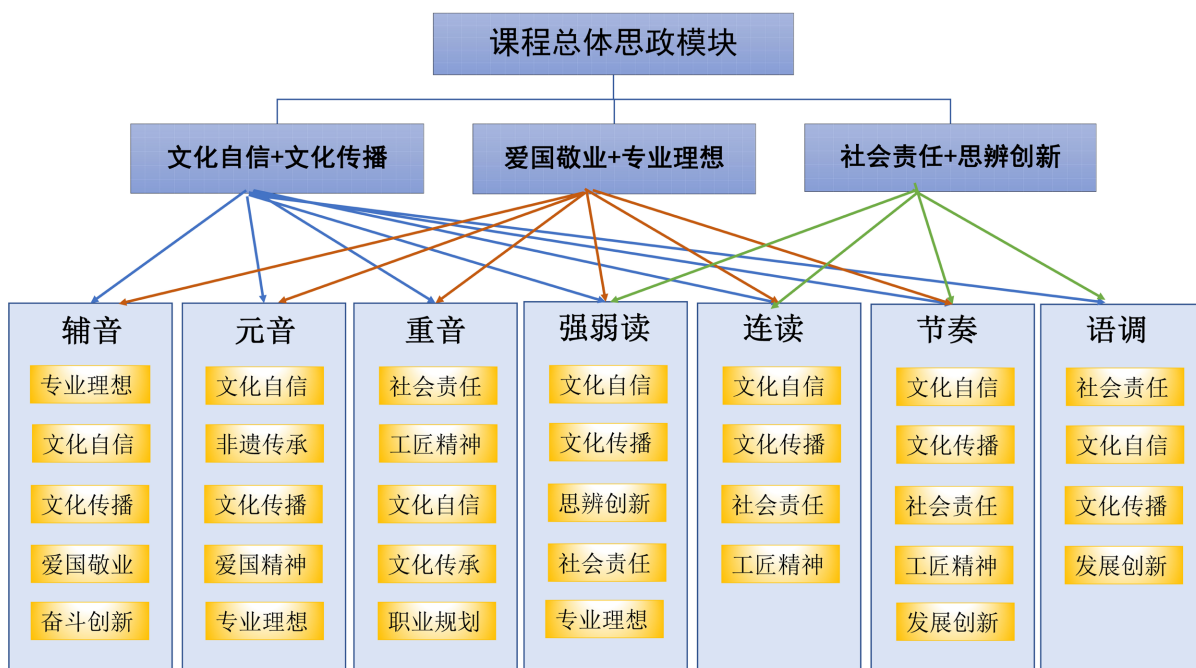 课程总体思政模块
文化自信+文化传播
爱国敬业+专业理想
社会责任+思辨创新
辅音
专业理想
文化自信
文化传播
爱国敬业
奋斗创新
元音
文化自信
非遗传承
文化传播
爱国精神
专业理想
重音
社会责任
工匠精神
文化自信
文化传承
职业规划
强弱读
文化自信
文化传播
思辨创新
社会责任
专业理想
连读
文化自信
文化传播
社会责任
工匠精神
节奏
文化自信
文化传播
社会责任
工匠精神
发展创新
语调
社会责任
文化自信
文化传播
发展创新